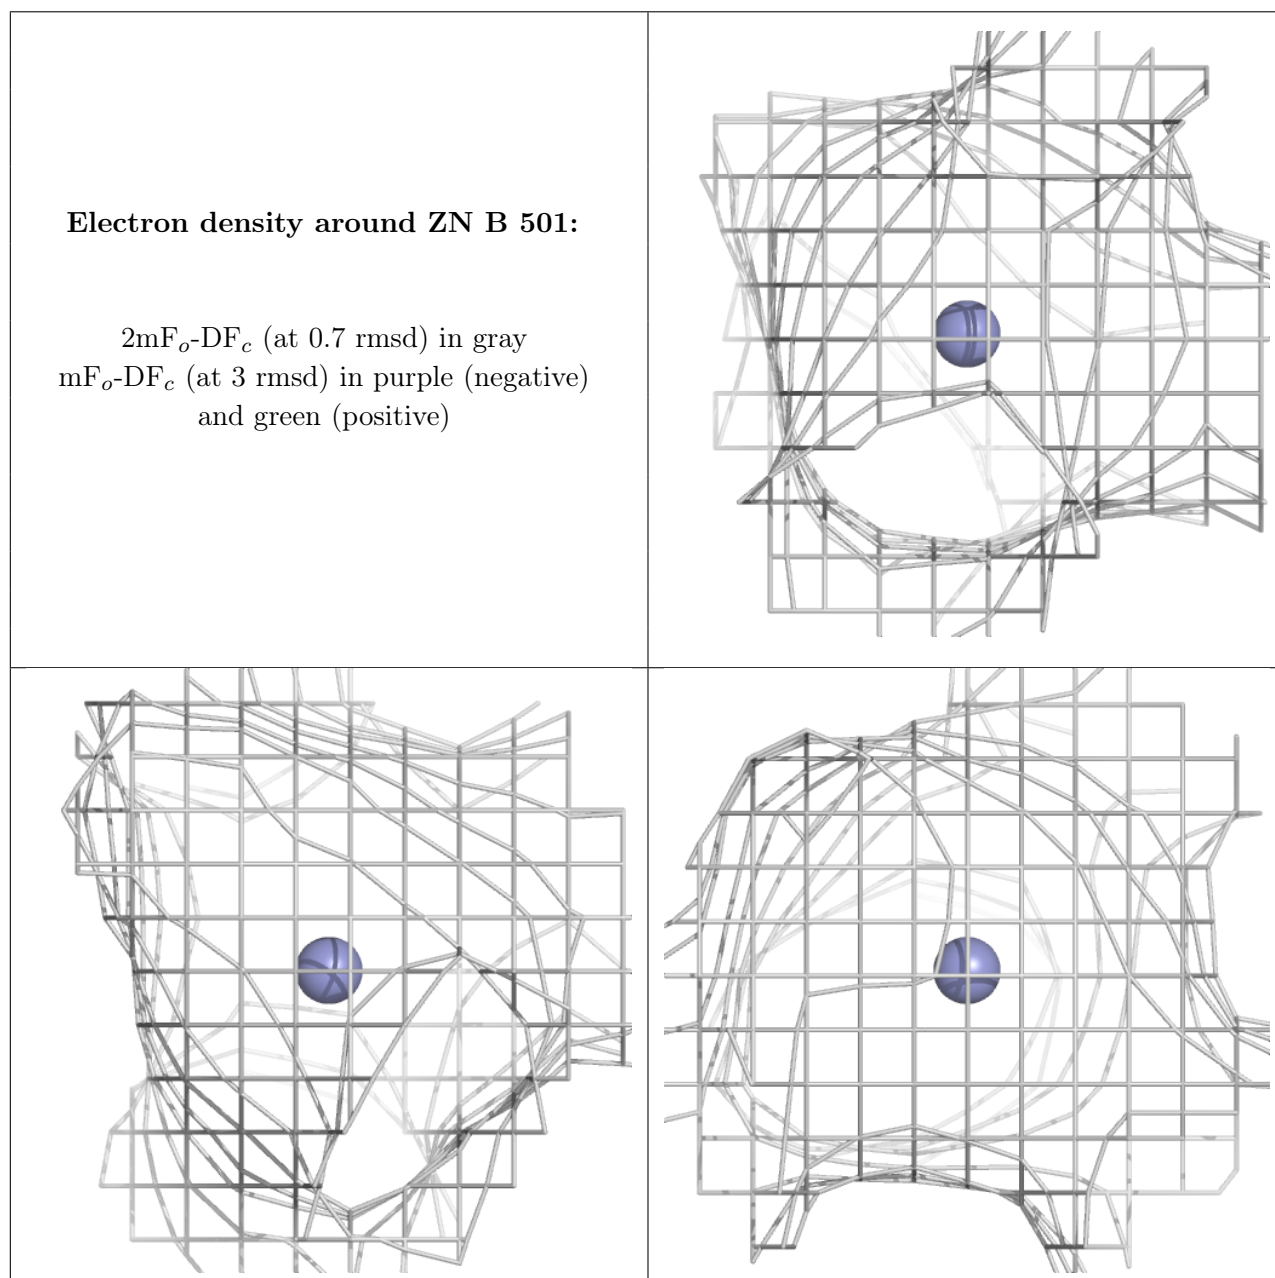 Electron density around ZN B 501:
2mFo-DFc (at 0.7 rmsd) in gray
mFo-DFc (at 3 rmsd) in purple (negative)
and green (positive)